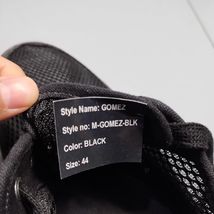 Style Name: GOMEZ
Style no: M-GOMEZ-BLK
Color: BLACK
Size: 44